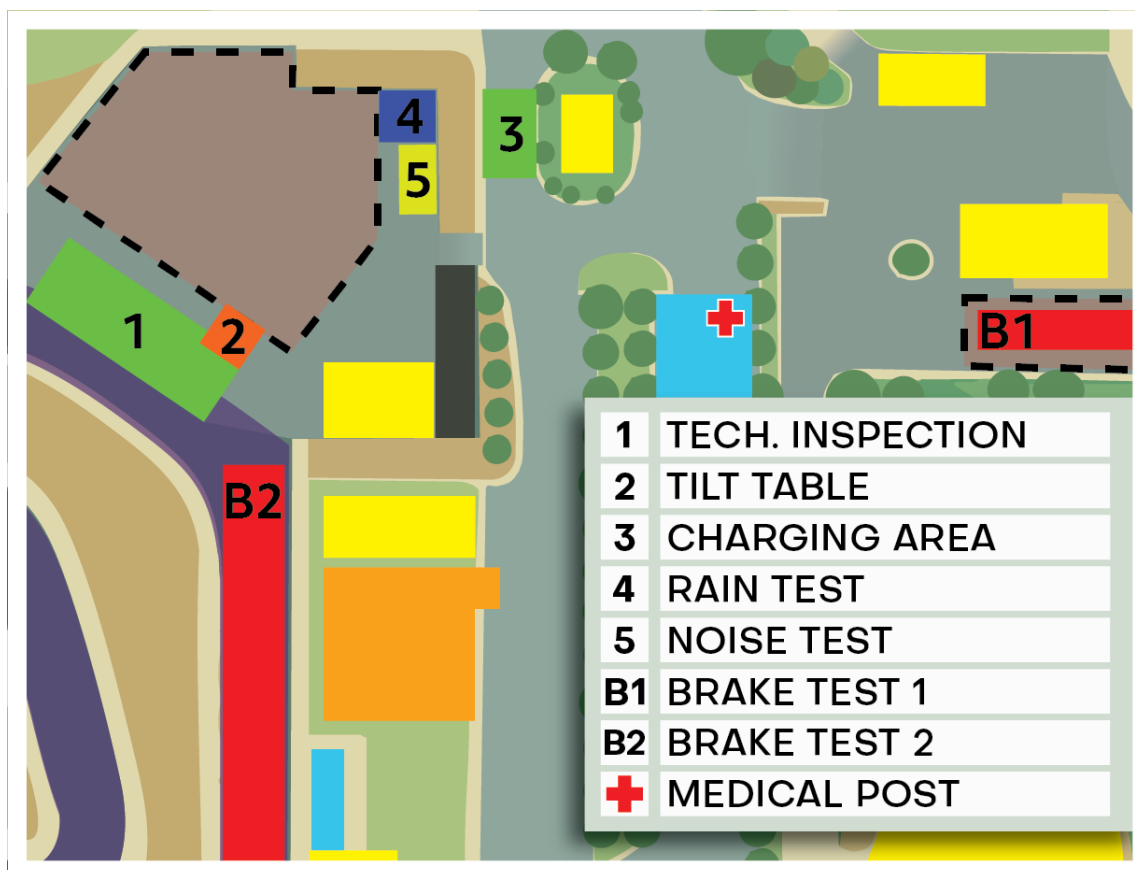 4
3
5
1
2
B1
B2
1 TECH. INSPECTION
2 TILT TABLE
3 CHARGING AREA
4 RAIN TEST
5 NOISE TEST
B1 BRAKE TEST 1
B2 BRAKE TEST 2
MEDICAL POST